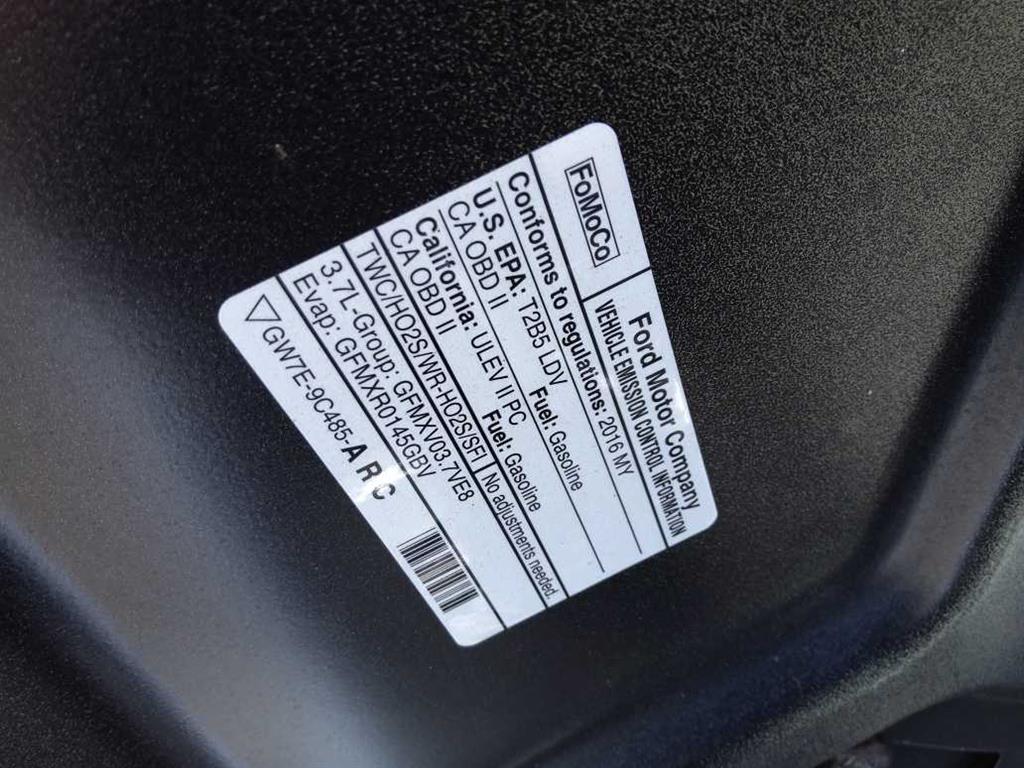 FoMoCo
Ford Motor Company
VEHICLE EMISSION CONTROL INFORMATION
Conforms to regulations: 2016 MY
U.S. EPA: T2B5 LDV Fuel: Gasoline
CA OBD II
California: ULEV II PC Fuel: Gasoline
CA OBD II
TWC/HO2S/WR-HO2S/SFI No adjustments needed.
3.7L-Group: GFMXV03.7VE8
Evap: GFMXR0145GBV
GW7E-9C485-A R C